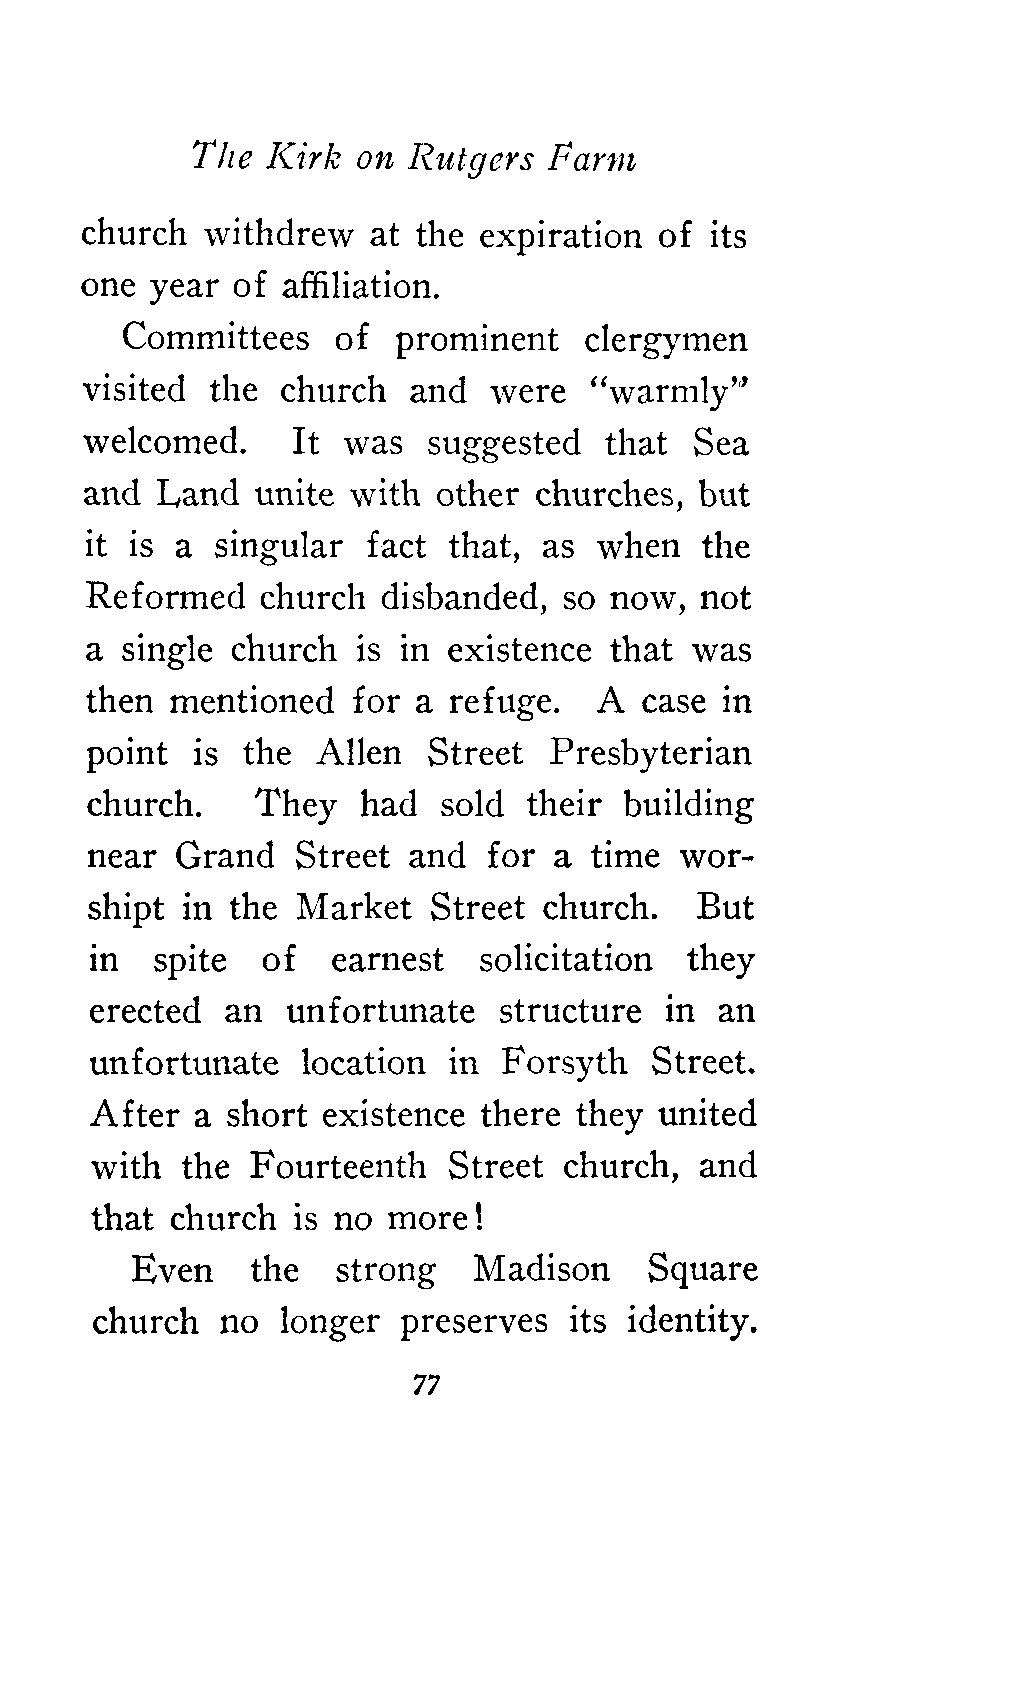 The Kirk on Rutgers Farm
church withdrew at the expiration of its
one year of affiliation.
Committees of prominent clergymen
visited the church and were "warmly"
welcomed. It was suggested that Sea
and Land unite with other churches, but
it is a singular fact that, as when the
Reformed church disbanded, so now, not
a single church is in existence that was
then mentioned for a refuge. A case in
point is the Allen Street Presbyterian
church. They had sold their building
near Grand Street and for a time wor-
shipt in the Market Street church. But
in spite of earnest solicitation they
erected an unfortunate structure in an
unfortunate location in Forsyth Street.
After a short existence there they united
with the Fourteenth Street church, and
that church is no more!
Even the strong Madison Square
church no longer preserves its identity.
77